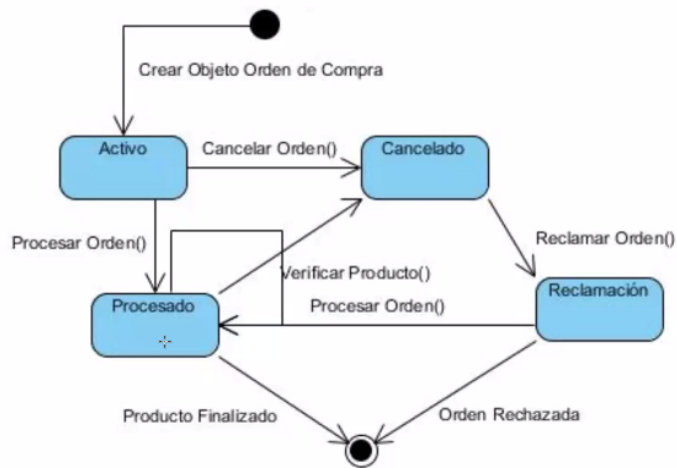 Crear Objeto Orden de Compra
Activo
Cancelar Orden()
Cancelado
Procesar Orden()
Reclamar Orden()
Verificar Producto()
Procesado
Procesar Orden()
Reclamación
Producto Finalizado
Orden Rechazada